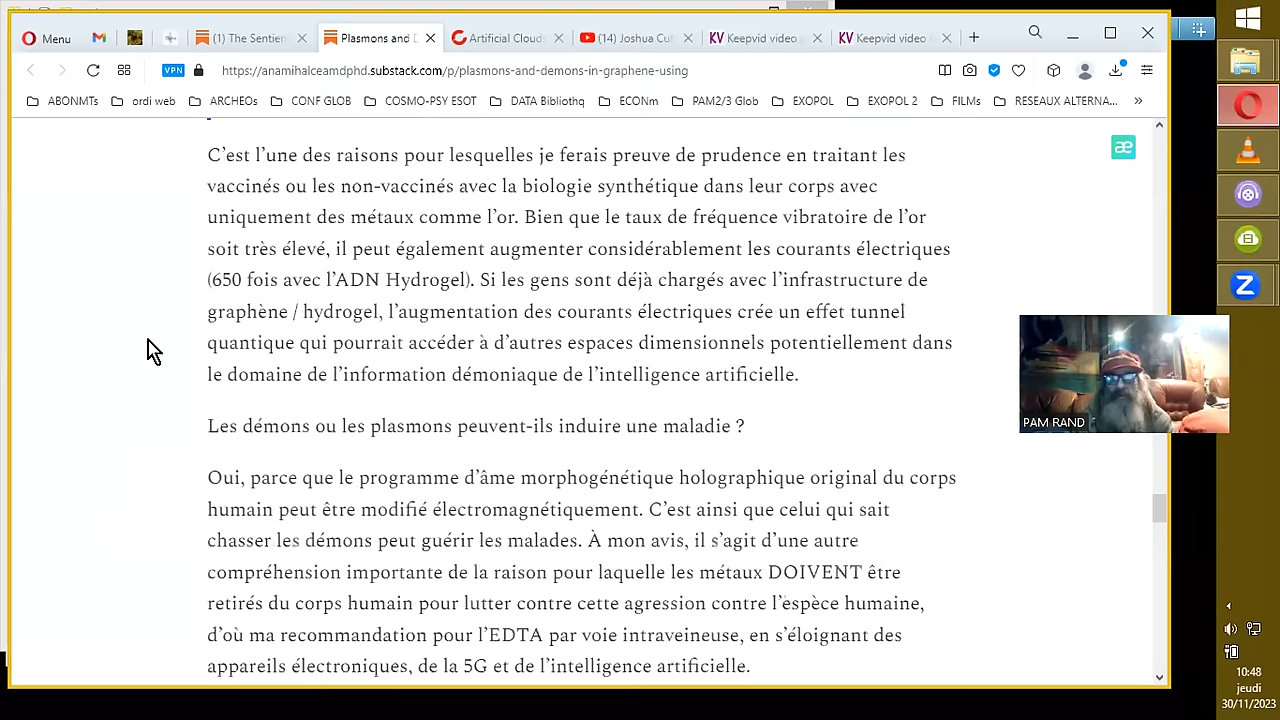 Menu
(1) The Sentien
Plasmons and D
Artificial Cloud
(14) Joshua Cut
Keepvid video
Keepvid video
VPN
https://anamihalceamdphd.substack.com/p/plasmons-and-demons-in-graphene-using
ABONMTs
ordi web
ARCHEOs
CONF GLOB
COSMO-PSY ESOT
DATA Bibliothq
ECONm
PAM2/3 Glob
EXOPOL
EXOPOL 2
FILMs
RESEAUX ALTERNA...
æ
C’est l’une des raisons pour lesquelles je ferais preuve de prudence en traitant les
vaccinés ou les non-vaccinés avec la biologie synthétique dans leur corps avec
uniquement des métaux comme l’or. Bien que le taux de fréquence vibratoire de l’or
soit très élevé, il peut également augmenter considérablement les courants électriques
(650 fois avec l’ADN Hydrogel). Si les gens sont déjà chargés avec l’infrastructure de
graphène / hydrogel, l’augmentation des courants électriques crée un effet tunnel
quantique qui pourrait accéder à d’autres espaces dimensionnels potentiellement dans
le domaine de l’information démoniaque de l’intelligence artificielle.
Les démons ou les plasmons peuvent-ils induire une maladie ?
Oui, parce que le programme d’âme morphogénétique holographique original du corps
humain peut être modifié électromagnétiquement. C’est ainsi que celui qui sait
chasser les démons peut guérir les malades. À mon avis, il s’agit d’une autre
compréhension importante de la raison pour laquelle les métaux DOIVENT être
retirés du corps humain pour lutter contre cette agression contre l’espèce humaine,
d’où ma recommandation pour l’EDTA par voie intraveineuse, en s’éloignant des
appareils électroniques, de la 5G et de l’intelligence artificielle.
PAM RAND
10:48
jeudi
30/11/2023